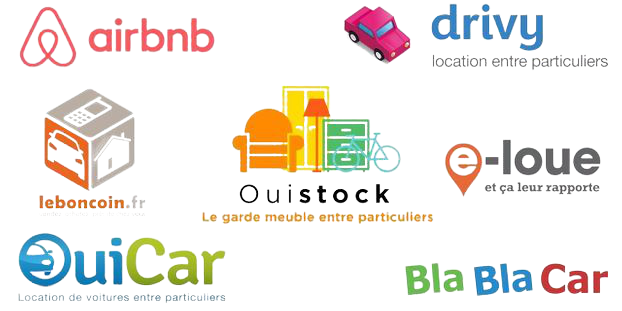 airbnb
drivy
location entre particuliers
leboncoin.fr
Ouistock
Le garde meuble entre particuliers
e-loue
et ça leur rapporte
OuiCar
Location de voitures entre particuliers
Bla Bla Car